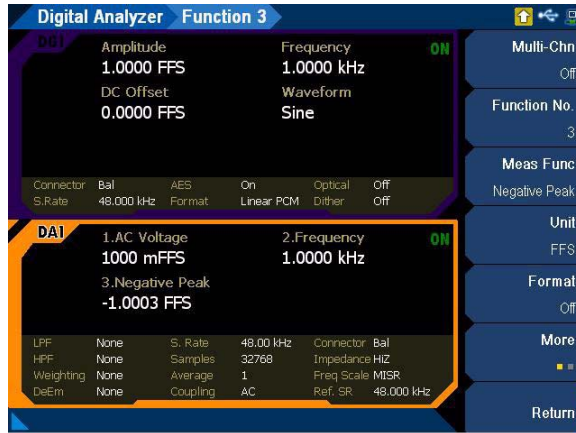 Digital Analyzer Function 3
DG1
Amplitude Frequency ON
1.0000 FFS 1.0000 kHz
DC Offset Waveform
0.0000 FFS Sine
Connector Bal AES On Optical Off
S.Rate 48.000 kHz Format Linear PCM Dither Off
DA1
1.AC Voltage 2.Frequency ON
1000 mFFS 1.0000 kHz
3.Negative Peak
-1.0003 FFS
LPF None S. Rate 48.00 kHz Connector Bal
HPF None Samples 32768 Impedance HiZ
Weighting None Average 1 Freq Scale MISR
DeEm None Coupling AC Ref. SR 48.000 kHz
Multi-Chn
Off
Function No.
3
Meas Func
Negative Peak
Unit
FFS
Format
Off
More
Return